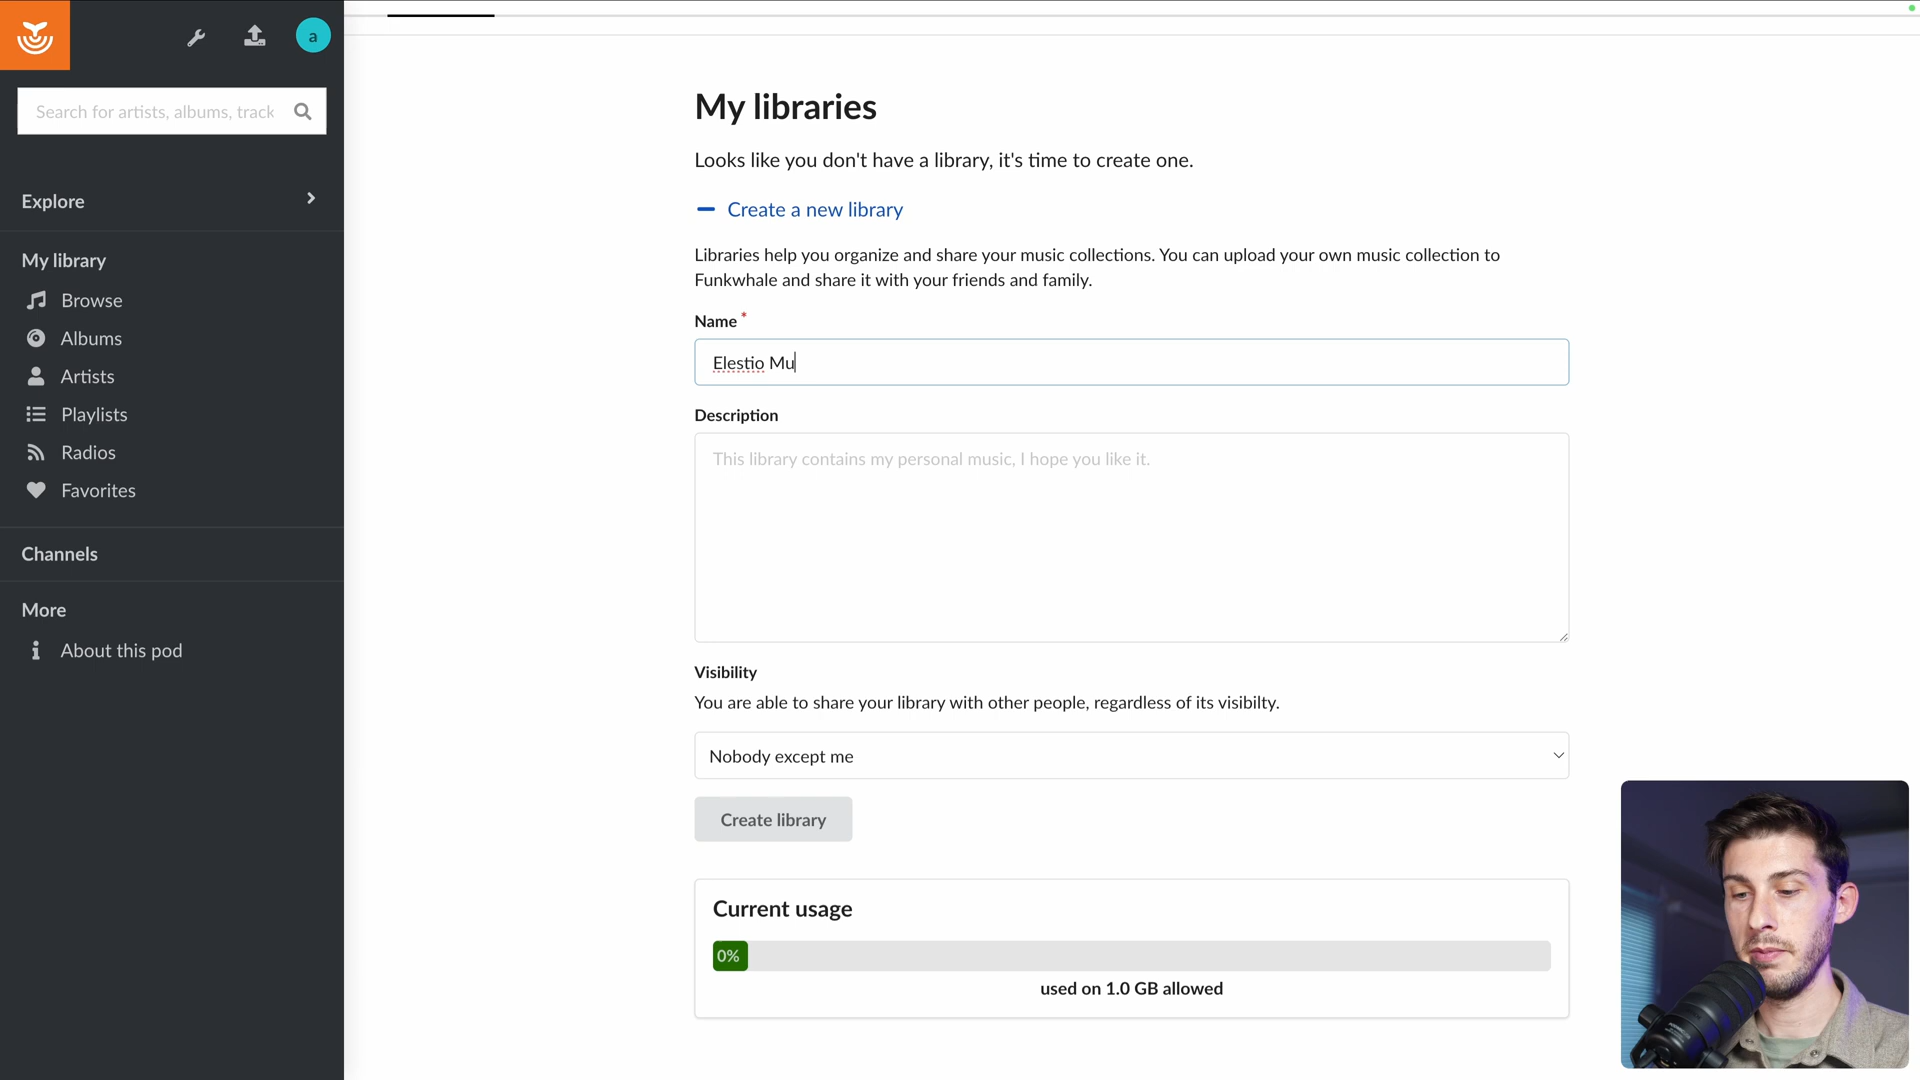 a
Search for artists, albums, track
Explore
My library
Browse
Albums
Artists
Playlists
Radios
Favorites
Channels
More
About this pod
My libraries
Looks like you don't have a library, it's time to create one.
Create a new library
Libraries help you organize and share your music collections. You can upload your own music collection to
Funkwhale and share it with your friends and family.
Name *
Elestio Mu
Description
This library contains my personal music, I hope you like it.
Visibility
You are able to share your library with other people, regardless of its visibilty.
Nobody except me
Create library
Current usage
0%
used on 1.0 GB allowed